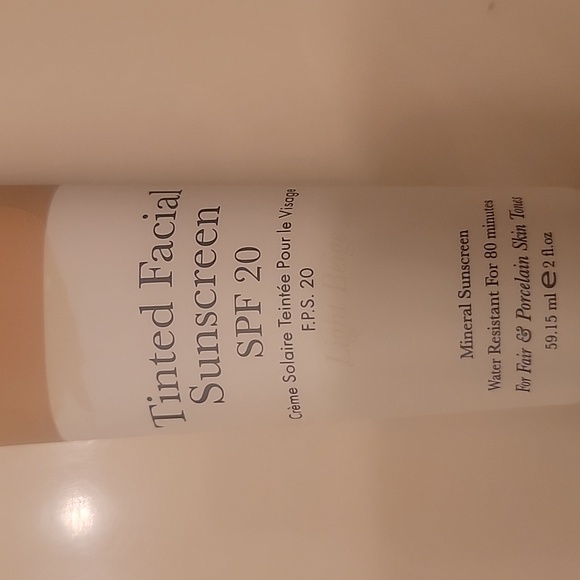 Tinted Facial
Sunscreen
SPF 20
Crème Solaire Teintée Pour le Visage
F.P.S. 20
Mineral Sunscreen
Water Resistant For 80 minutes
For Fair & Porcelain Skin Tones
59.15 ml e 2 fl.oz